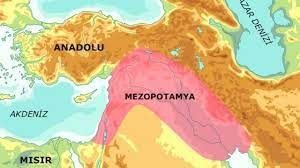 HAZAR DENİZİ
ANADOLU
MEZOPOTAMYA
AKDENİZ
MISIR